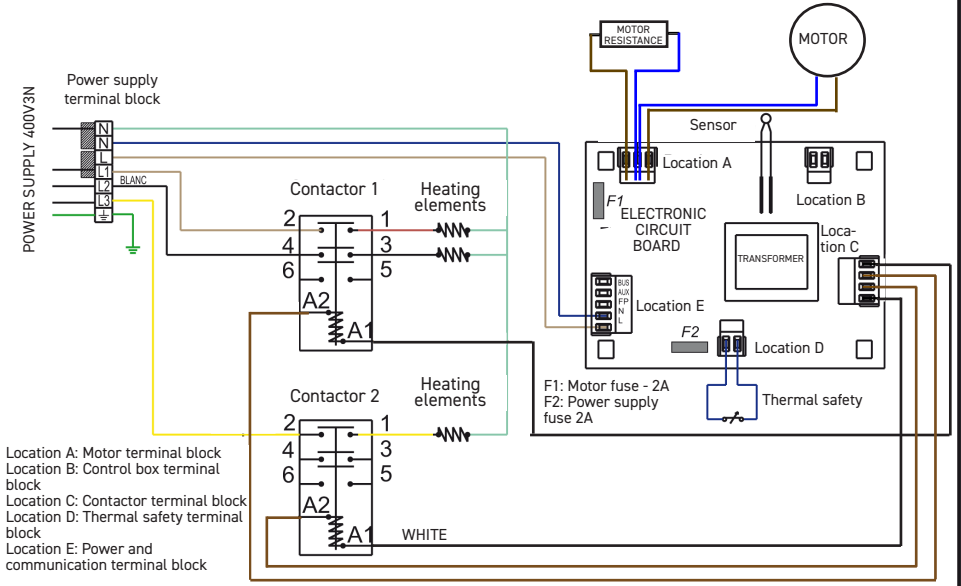 MOTOR
RESISTANCE
MOTOR
Power supply
terminal block
POWER SUPPLY 400V3N
N
N
L
L1
L2
L3
BLANC
Sensor
Location A
Location B
F1
ELECTRONIC
CIRCUIT
BOARD
TRANSFORMER
Loca-
tion C
Contactor 1
Heating
elements
2
1
4
3
6
5
A2
A1
BUS
AUX
FP
N
L
Location E
F2
Location D
F1: Motor fuse - 2A
F2: Power supply
fuse 2A
Thermal safety
Contactor 2
Heating
elements
2
1
4
3
6
5
A2
A1
WHITE
Location A: Motor terminal block
Location B: Control box terminal
block
Location C: Contactor terminal block
Location D: Thermal safety terminal
block
Location E: Power and
communication terminal block